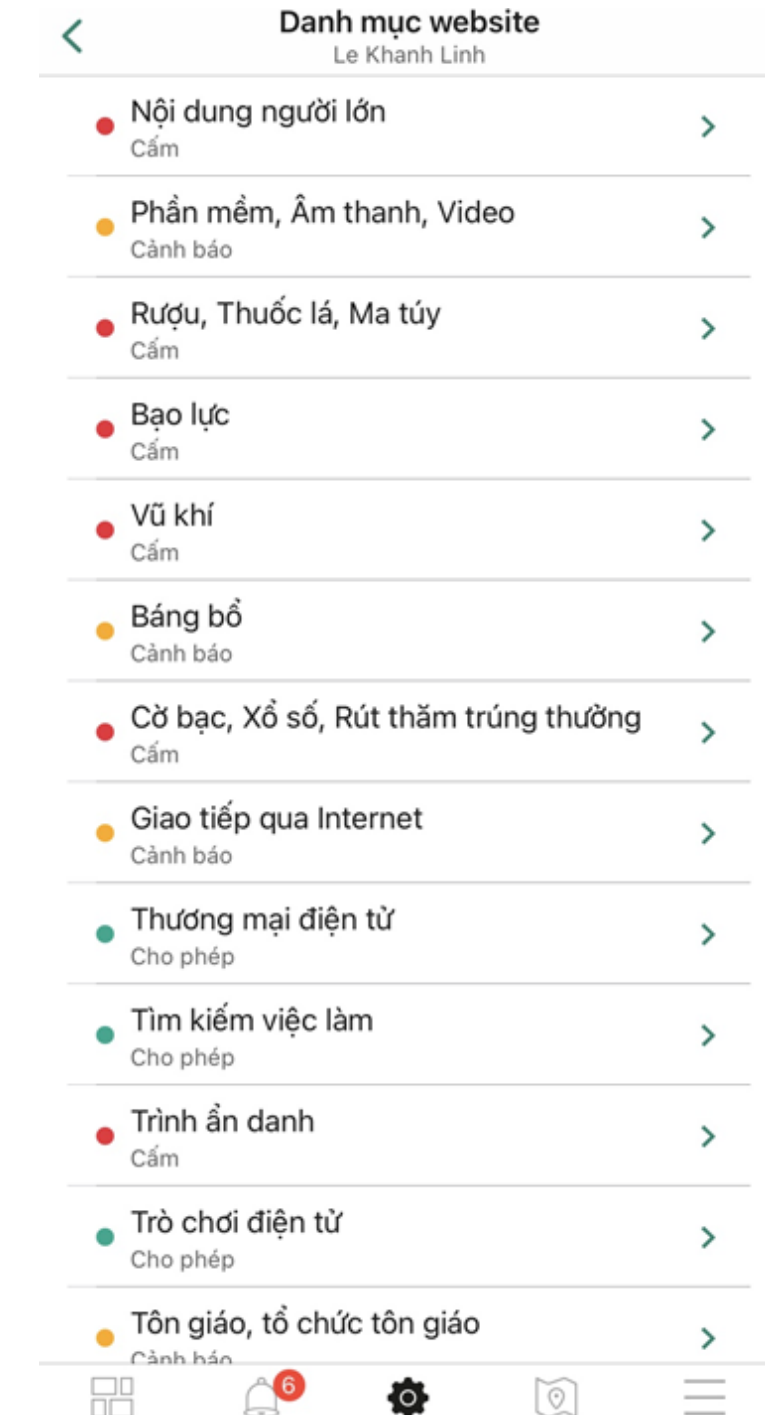 Danh mục website
Le Khanh Linh
Nội dung người lớn
Cấm
Phần mềm, Âm thanh, Video
Cảnh báo
Rượu, Thuốc lá, Ma túy
Cấm
Bạo lực
Cấm
Vũ khí
Cấm
Báng bổ
Cảnh báo
Cờ bạc, Xổ số, Rút thăm trúng thưởng
Cấm
Giao tiếp qua Internet
Cảnh báo
Thương mại điện tử
Cho phép
Tìm kiếm việc làm
Cho phép
Trình ẩn danh
Cấm
Trò chơi điện tử
Cho phép
Tôn giáo, tổ chức tôn giáo
Cảnh báo
6